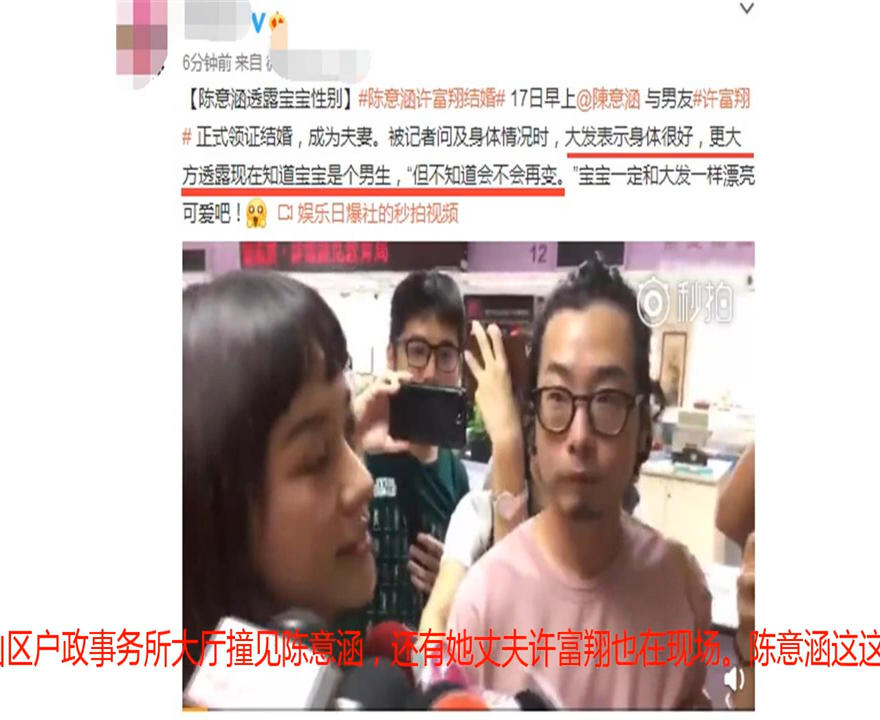 6分钟前 来自
【陈意涵透露宝宝性别】#陈意涵许富翔结婚# 17日早上@陳意涵 与男友#许富翔
# 正式领证结婚，成为夫妻。被记者问及身体情况时，大发表示身体很好，更大
方透露现在知道宝宝是个男生，“但不知道会不会再变。”宝宝一定和大发一样漂亮
可爱吧！ 娱乐日爆社的秒拍视频
12
秒拍
山区户政事务所大厅撞见陈意涵，还有她丈夫许富翔也在现场。陈意涵这这